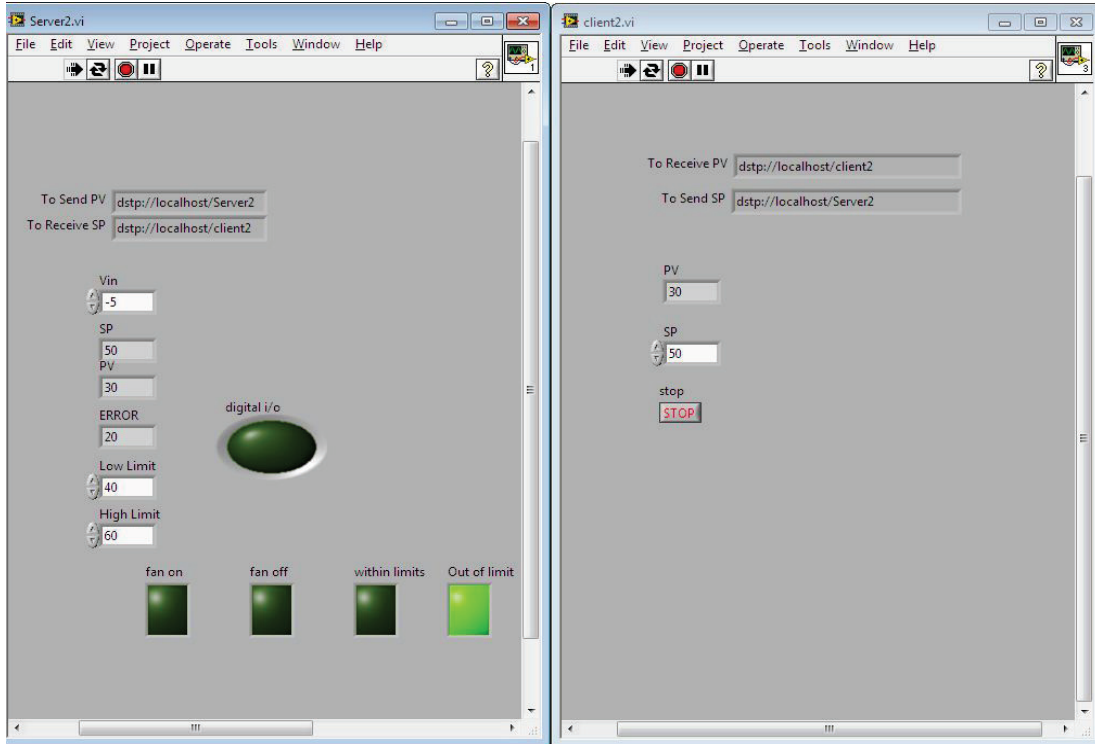 Server2.vi
File Edit View Project Operate Tools Window Help
1
To Send PV dstp://localhost/Server2
To Receive SP dstp://localhost/client2
Vin
-5
SP
50
PV
30
ERROR
20
digital i/o
Low Limit
40
High Limit
60
fan on fan off within limits Out of limit
client2.vi
File Edit View Project Operate Tools Window Help
3
To Receive PV dstp://localhost/client2
To Send SP dstp://localhost/Server2
PV
30
SP
50
stop
STOP